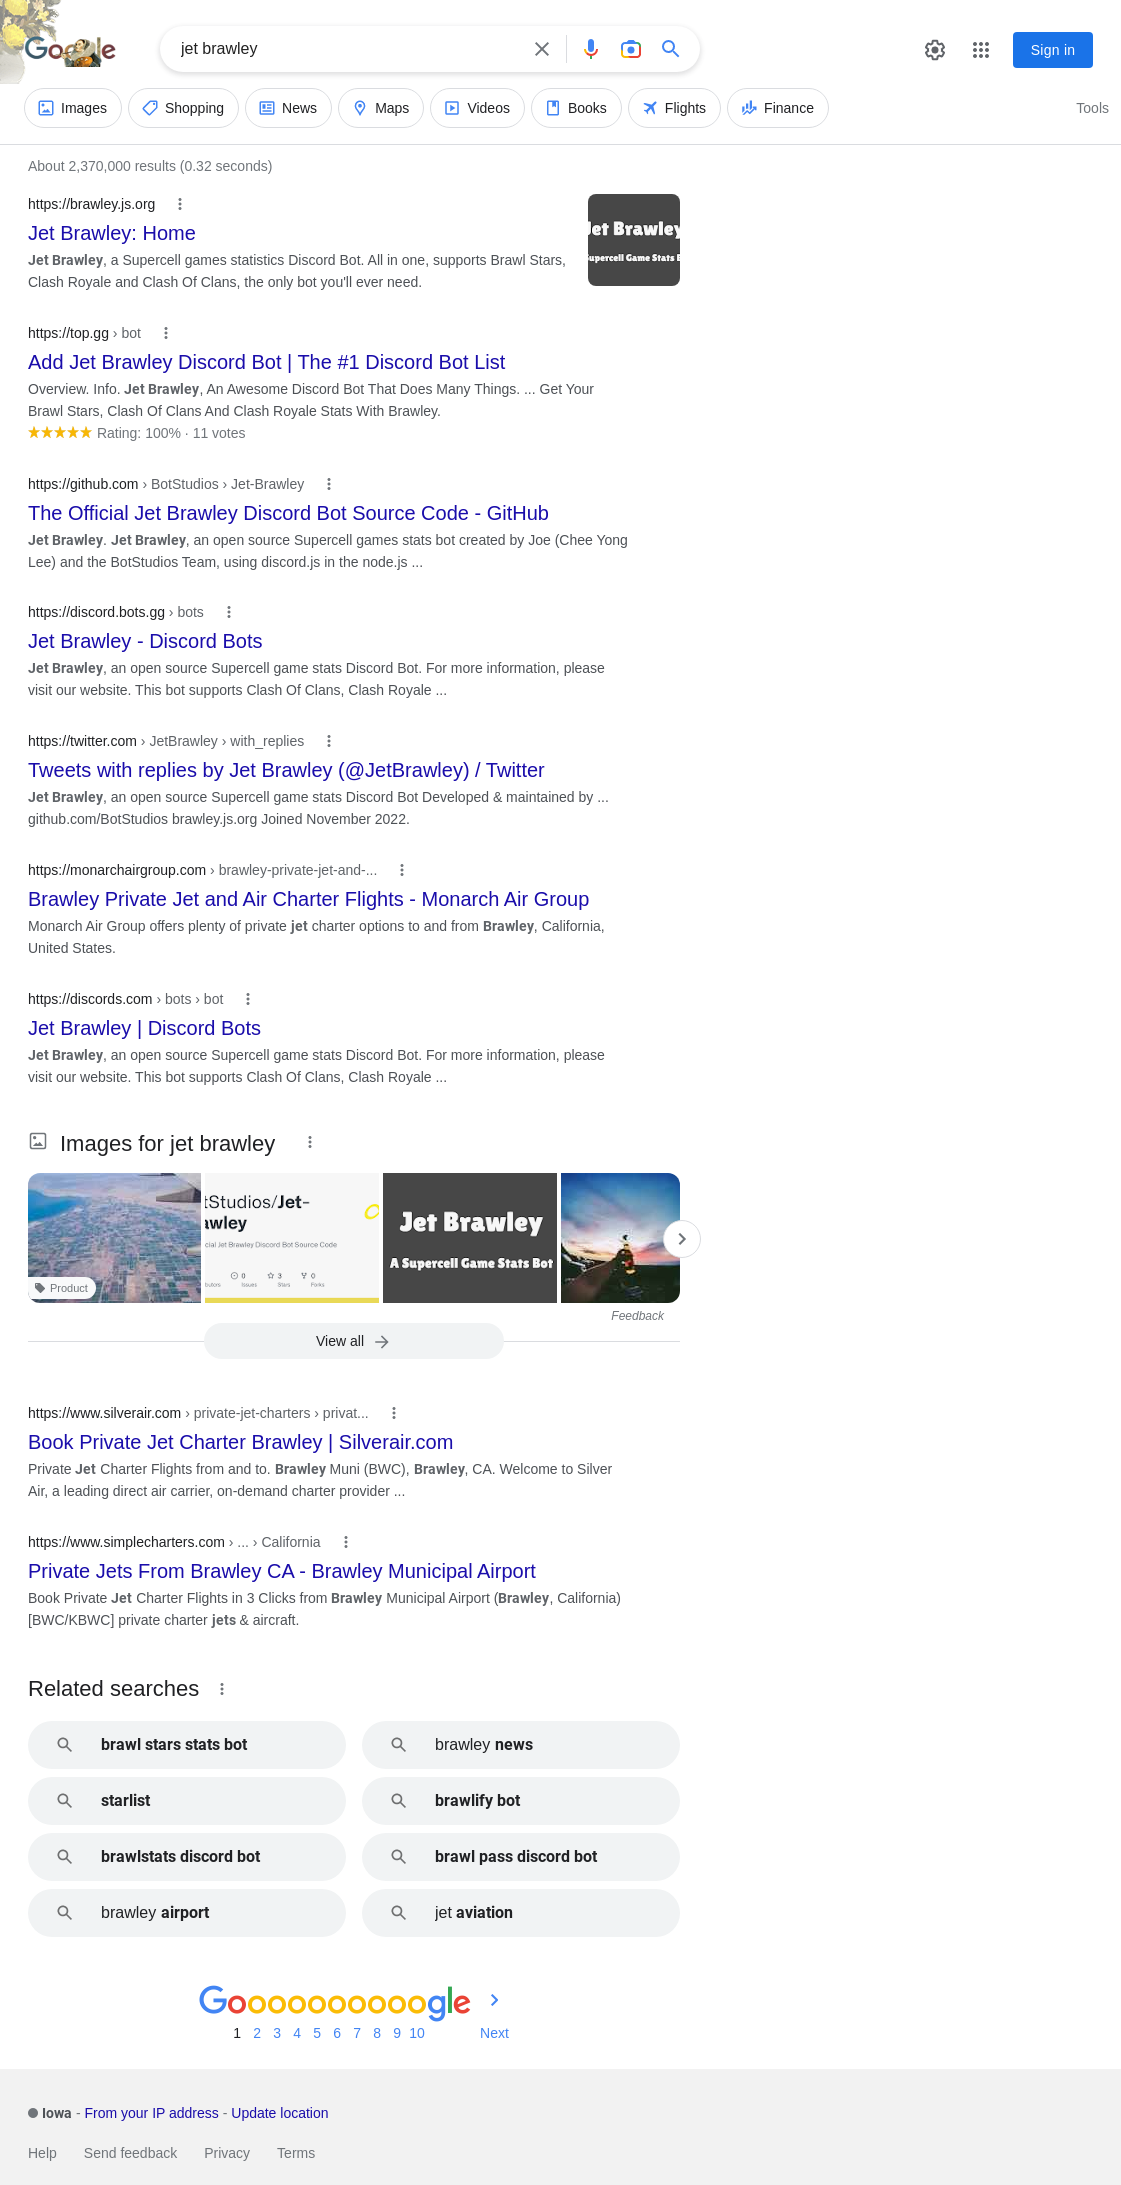 Google
jet brawley
Sign in
Images
Shopping
News
Maps
Videos
Books
Flights
Finance
Tools
About 2,370,000 results (0.32 seconds)
https://brawley.js.org
Jet Brawley: Home
Jet Brawley, a Supercell games statistics Discord Bot. All in one, supports Brawl Stars,
Clash Royale and Clash Of Clans, the only bot you'll ever need.
Jet Brawley
Supercell Game Stats B
https://top.gg › bot
Add Jet Brawley Discord Bot | The #1 Discord Bot List
Overview. Info. Jet Brawley, An Awesome Discord Bot That Does Many Things. ... Get Your
Brawl Stars, Clash Of Clans And Clash Royale Stats With Brawley.
Rating: 100% · 11 votes
https://github.com › BotStudios › Jet-Brawley
The Official Jet Brawley Discord Bot Source Code - GitHub
Jet Brawley. Jet Brawley, an open source Supercell games stats bot created by Joe (Chee Yong
Lee) and the BotStudios Team, using discord.js in the node.js ...
https://discord.bots.gg › bots
Jet Brawley - Discord Bots
Jet Brawley, an open source Supercell game stats Discord Bot. For more information, please
visit our website. This bot supports Clash Of Clans, Clash Royale ...
https://twitter.com › JetBrawley › with_replies
Tweets with replies by Jet Brawley (@JetBrawley) / Twitter
Jet Brawley, an open source Supercell game stats Discord Bot Developed & maintained by ...
github.com/BotStudios brawley.js.org Joined November 2022.
https://monarchairgroup.com › brawley-private-jet-and-...
Brawley Private Jet and Air Charter Flights - Monarch Air Group
Monarch Air Group offers plenty of private jet charter options to and from Brawley, California,
United States.
https://discords.com › bots › bot
Jet Brawley | Discord Bots
Jet Brawley, an open source Supercell game stats Discord Bot. For more information, please
visit our website. This bot supports Clash Of Clans, Clash Royale ...
Images for jet brawley
Product
tStudios/Jet-
awley
cial Jet Brawley Discord Bot Source Code
0 3 0
butors Issues Stars Forks
Jet Brawley
A Supercell Game Stats Bot
Feedback
View all
https://www.silverair.com › private-jet-charters › privat...
Book Private Jet Charter Brawley | Silverair.com
Private Jet Charter Flights from and to. Brawley Muni (BWC), Brawley, CA. Welcome to Silver
Air, a leading direct air carrier, on-demand charter provider ...
https://www.simplecharters.com › ... › California
Private Jets From Brawley CA - Brawley Municipal Airport
Book Private Jet Charter Flights in 3 Clicks from Brawley Municipal Airport (Brawley, California)
[BWC/KBWC] private charter jets & aircraft.
Related searches
brawl stars stats bot
brawley news
starlist
brawlify bot
brawlstats discord bot
brawl pass discord bot
brawley airport
jet aviation
Goooooooooogle
1 2 3 4 5 6 7 8 9 10 Next
Iowa - From your IP address - Update location
Help Send feedback Privacy Terms